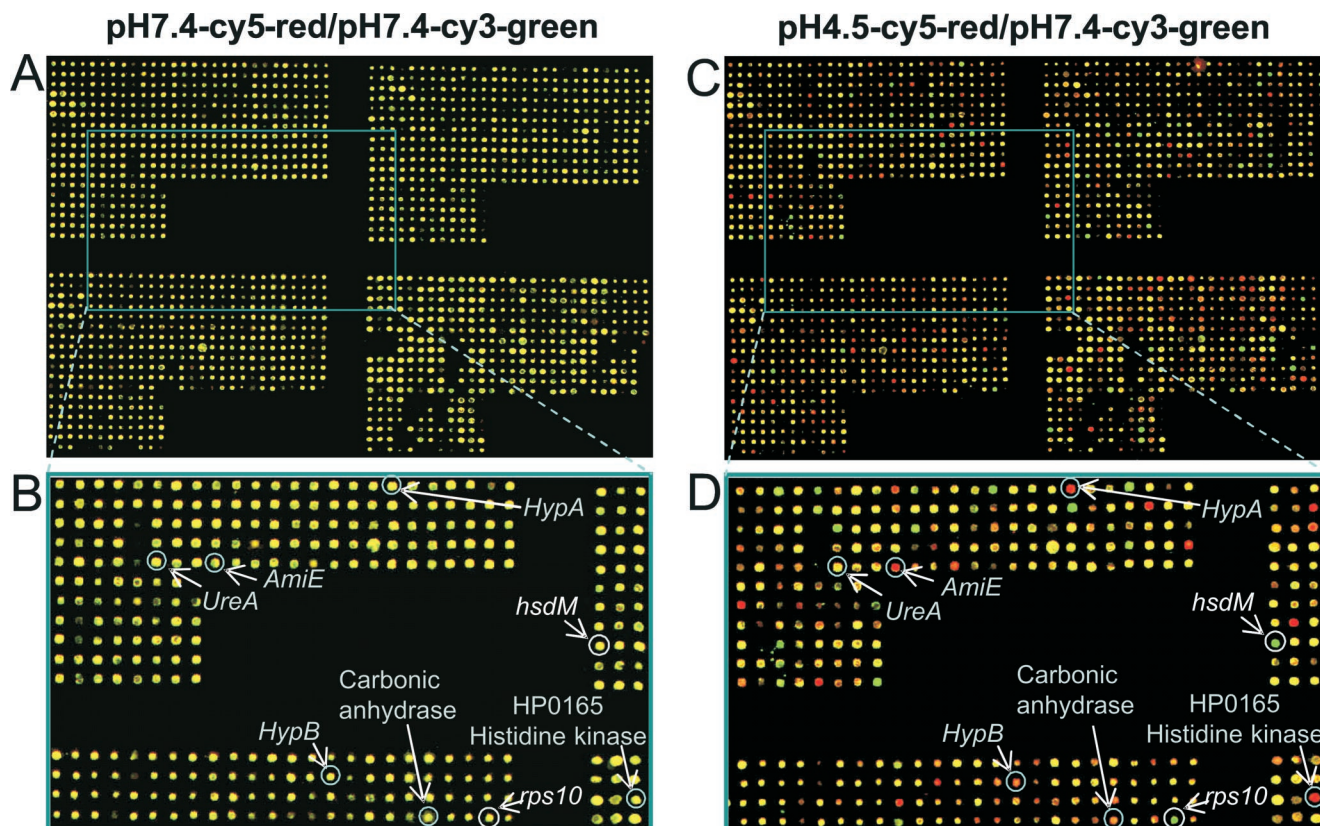 pH7.4-cy5-red/pH7.4-cy3-green
A
B
HypA
AmiE
UreA
hsdM
Carbonic
anhydrase
HP0165
Histidine kinase
HypB
rps10
pH4.5-cy5-red/pH7.4-cy3-green
C
D
HypA
AmiE
UreA
hsdM
Carbonic
anhydrase
HP0165
Histidine kinase
HypB
rps10